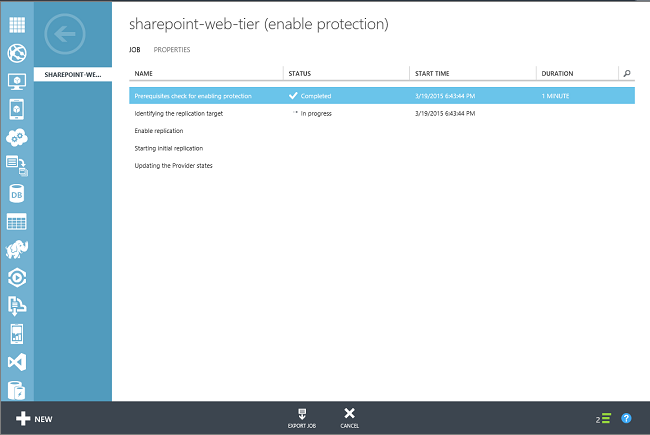 sharepoint-web-tier (enable protection)
JOB PROPERTIES
SHAREPOINT-WE...
NAME STATUS START TIME DURATION
Prerequisites check for enabling protection Completed 3/19/2015 6:43:44 PM 1 MINUTE
Identifying the replication target In progress 3/19/2015 6:43:44 PM
Enable replication
Starting initial replication
Updating the Provider states
DB
NEW EXPORT JOB CANCEL 2 ?